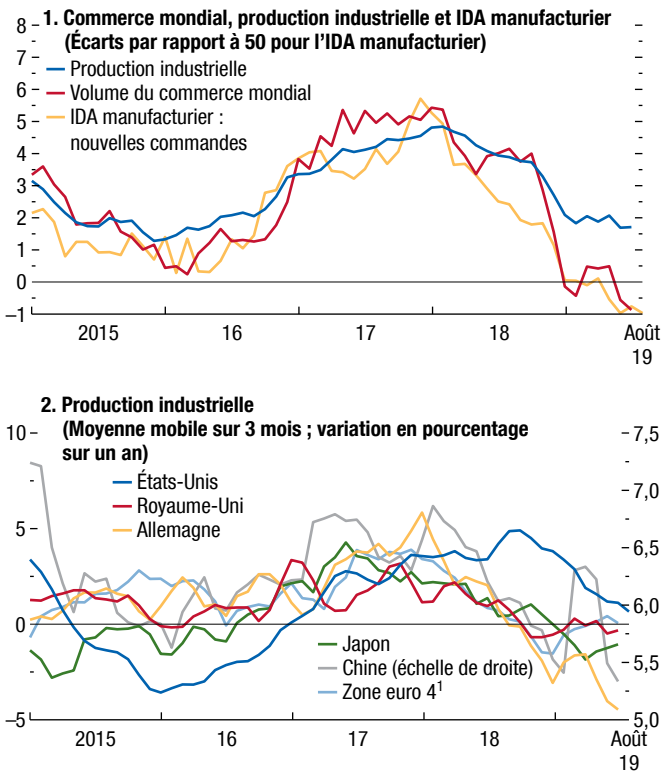 1. Commerce mondial, production industrielle et IDA manufacturier
(Écarts par rapport à 50 pour l'IDA manufacturier)
Production industrielle
Volume du commerce mondial
IDA manufacturier :
nouvelles commandes
8
7
6
5
4
3
2
1
0
–1
2015 16 17 18 Août
19
2. Production industrielle
(Moyenne mobile sur 3 mois ; variation en pourcentage
sur un an)
États-Unis
Royaume-Uni
Allemagne
Japon
Chine (échelle de droite)
Zone euro 4¹
10
5
0
–5
7,5
7,0
6,5
6,0
5,5
5,0
2015 16 17 18 Août
19